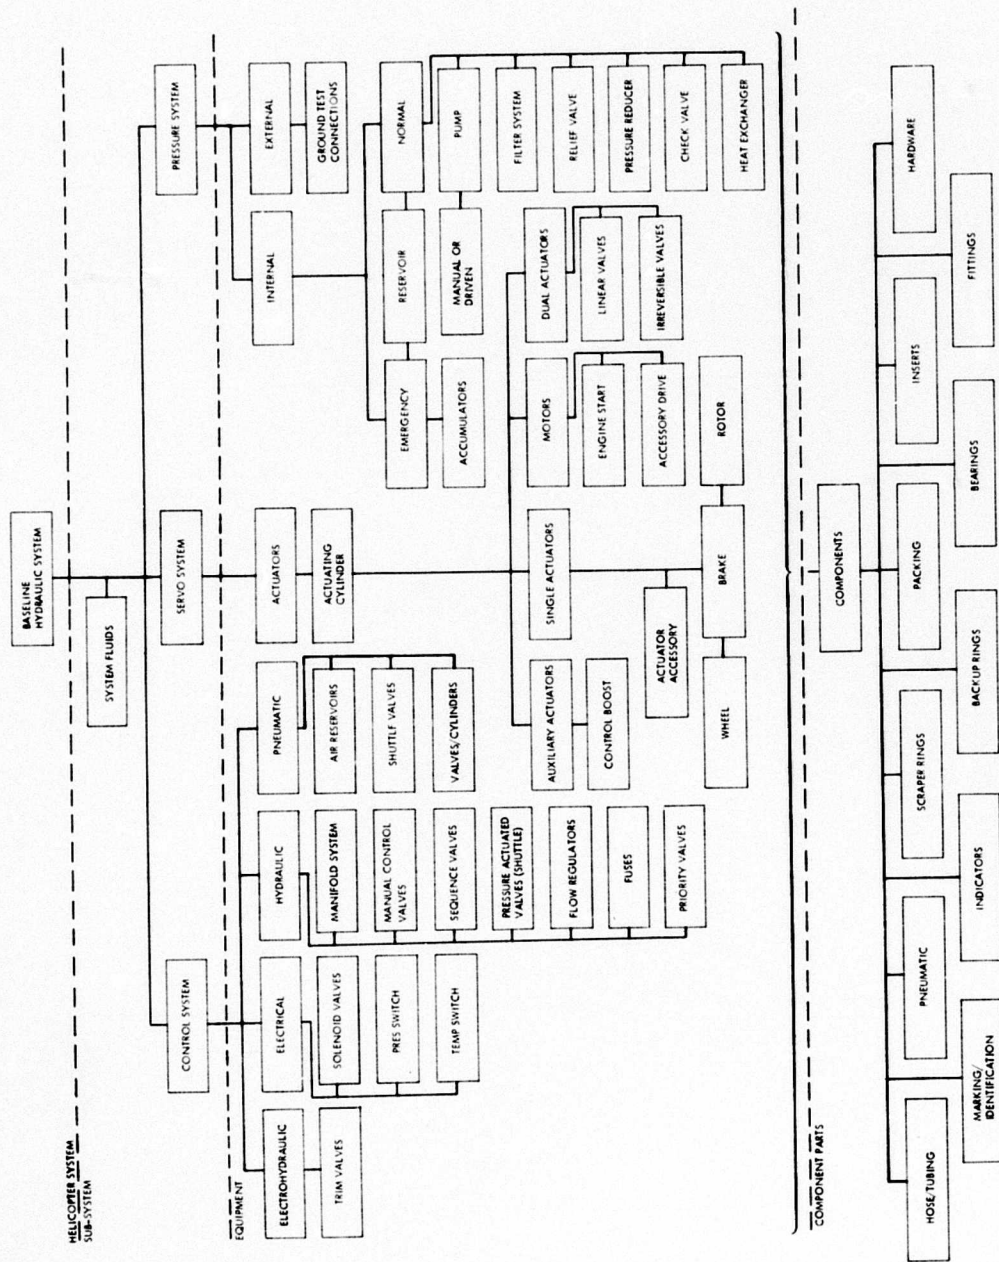 BASELINE
HYDRAULIC SYSTEM
HELICOPTER SYSTEM
SUB-SYSTEM
SYSTEM FLUIDS
CONTROL SYSTEM
SERVO SYSTEM
PRESSURE SYSTEM
EQUIPMENT
ELECTROHYDRAULIC
ELECTRICAL
HYDRAULIC
PNEUMATIC
ACTUATORS
INTERNAL
EXTERNAL
TRIM VALVES
SOLENOID VALVES
MANIFOLD SYSTEM
AIR RESERVOIRS
ACTUATING
CYLINDER
GROUND TEST
CONNECTIONS
PRES SWITCH
MANUAL CONTROL
VALVES
SHUTTLE VALVES
EMERGENCY
RESERVOIR
NORMAL
TEMP SWITCH
SEQUENCE VALVES
VALVES/CYLINDERS
ACCUMULATORS
MANUAL OR
DRIVEN
PUMP
PRESSURE ACTUATED
VALVES (SHUTTLE)
FILTER SYSTEM
AUXILIARY ACTUATORS
SINGLE ACTUATORS
MOTORS
DUAL ACTUATORS
FLOW REGULATORS
RELIEF VALVE
CONTROL BOOST
ENGINE START
LINEAR VALVES
FUSES
PRESSURE REDUCER
ACTUATOR
ACCESSORY
ACCESSORY DRIVE
IRREVERSIBLE VALVES
PRIORITY VALVES
CHECK VALVE
WHEEL
BRAKE
ROTOR
HEAT EXCHANGER
COMPONENT PARTS
COMPONENTS
HOSE/TUBING
PNEUMATIC
SCRAPER RINGS
PACKING
INSERTS
HARDWARE
MARKING/
IDENTIFICATION
INDICATORS
BACKUP RINGS
BEARINGS
FITTINGS